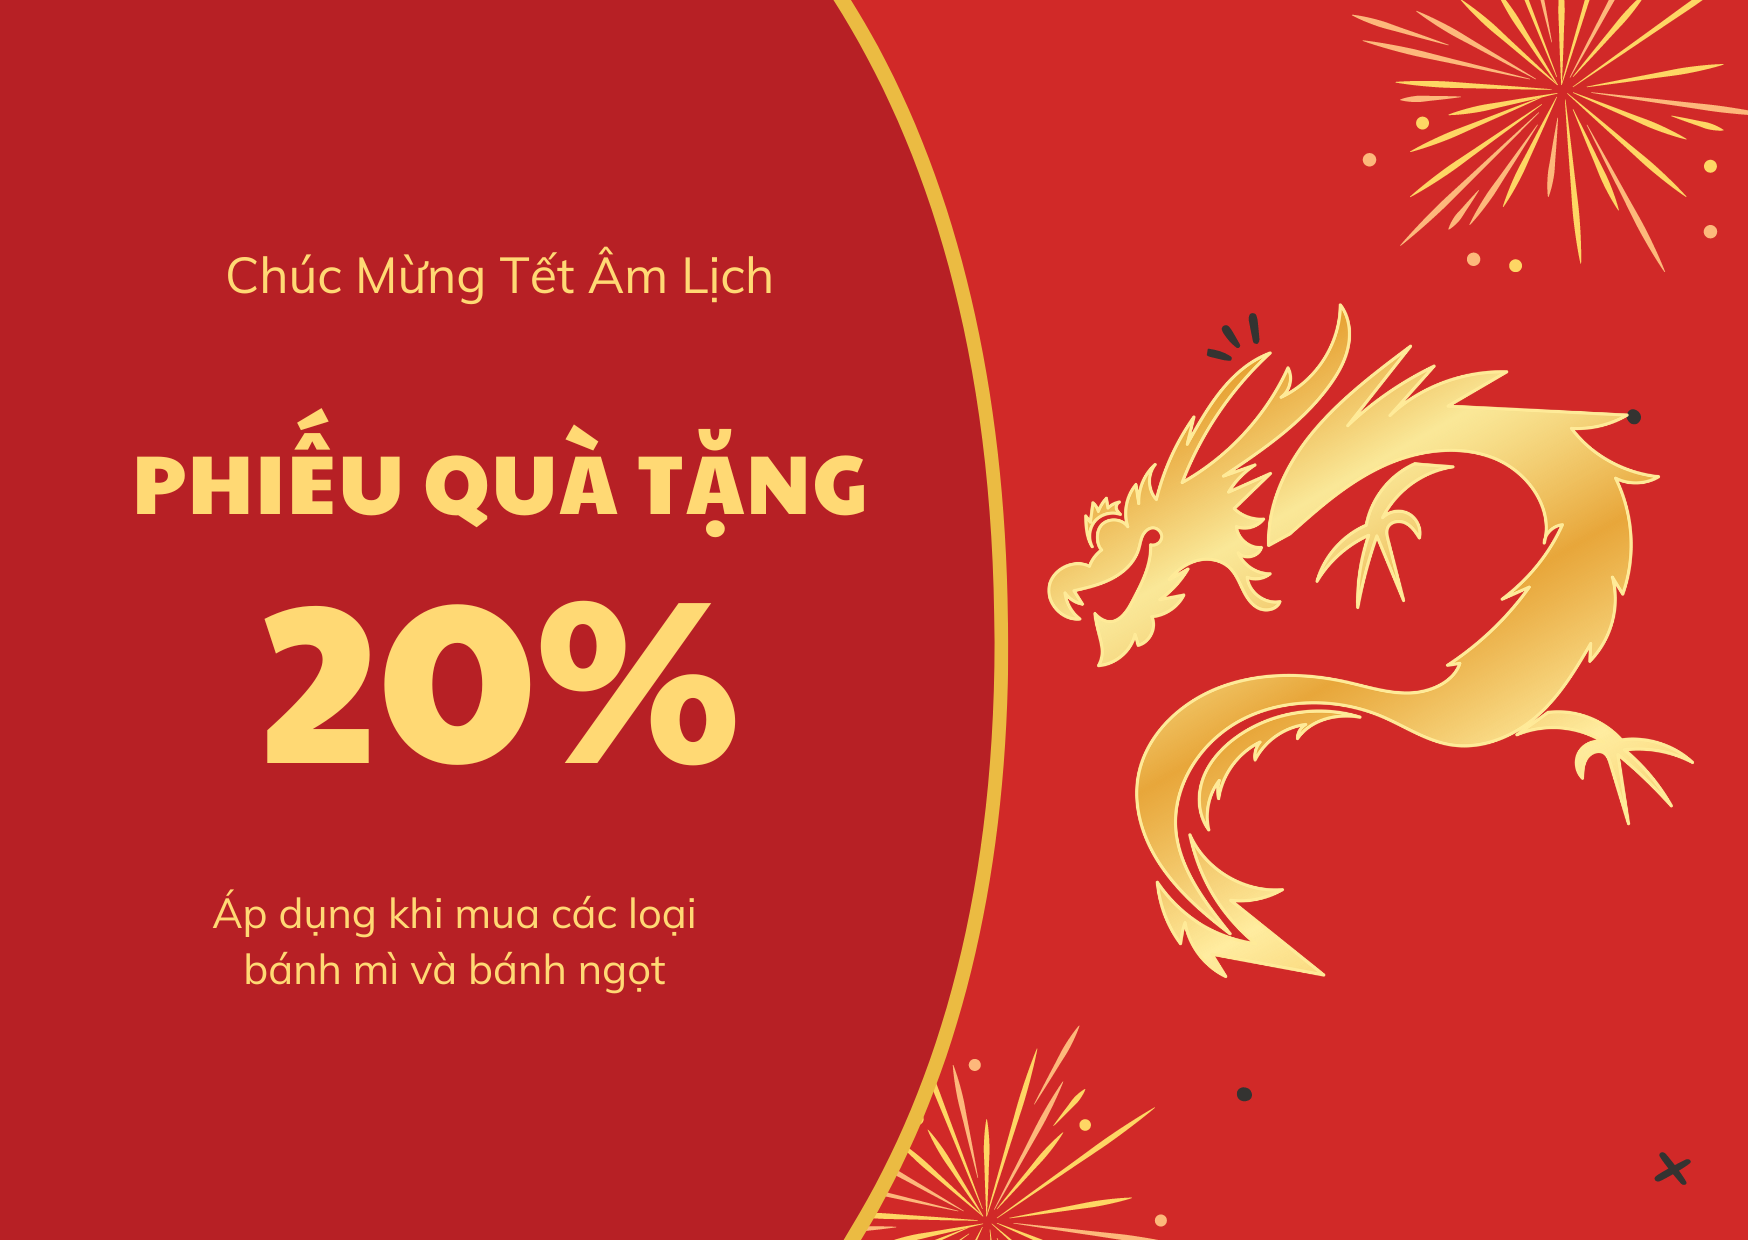 Chúc Mừng Tết Âm Lịch
PHIẾU QUÀ TẶNG
20%
Áp dụng khi mua các loại
bánh mì và bánh ngọt